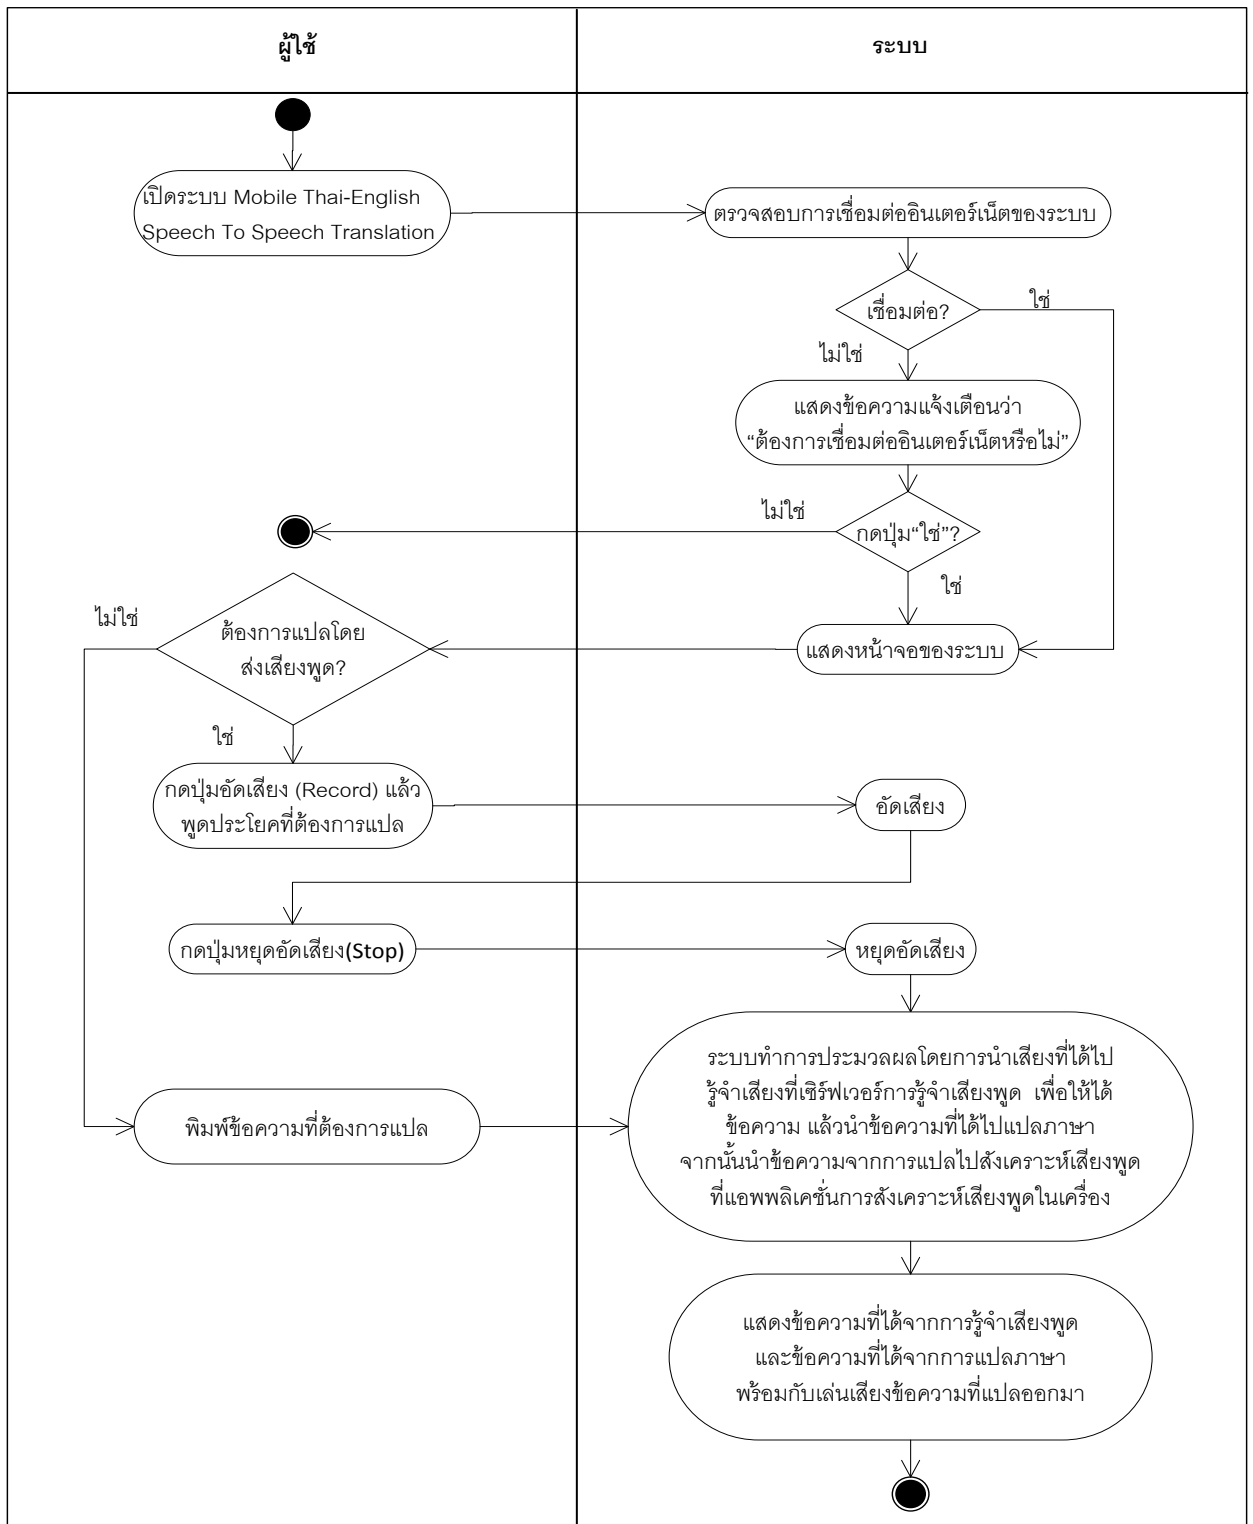 ผู้ใช้
ระบบ
เปิดระบบ Mobile Thai-English
Speech To Speech Translation
ตรวจสอบการเชื่อมต่ออินเตอร์เน็ตของระบบ
เชื่อมต่อ?
ใช่
ไม่ใช่
แสดงข้อความแจ้งเตือนว่า
“ต้องการเชื่อมต่ออินเตอร์เน็ตหรือไม่”
ไม่ใช่
กดปุ่ม“ใช่”?
ใช่
แสดงหน้าจอของระบบ
ไม่ใช่
ต้องการแปลโดย
ส่งเสียงพูด?
ใช่
กดปุ่มอัดเสียง (Record) แล้ว
พูดประโยคที่ต้องการแปล
อัดเสียง
กดปุ่มหยุดอัดเสียง(Stop)
หยุดอัดเสียง
พิมพ์ข้อความที่ต้องการแปล
ระบบทำการประมวลผลโดยการนำเสียงที่ได้ไป
รู้จำเสียงที่เซิร์ฟเวอร์การรู้จำเสียงพูด เพื่อให้ได้
ข้อความ แล้วนำข้อความที่ได้ไปแปลภาษา
จากนั้นนำข้อความจากการแปลไปสังเคราะห์เสียงพูด
ที่แอพพลิเคชั่นการสังเคราะห์เสียงพูดในเครื่อง
แสดงข้อความที่ได้จากการรู้จำเสียงพูด
และข้อความที่ได้จากการแปลภาษา
พร้อมกับเล่นเสียงข้อความที่แปลออกมา